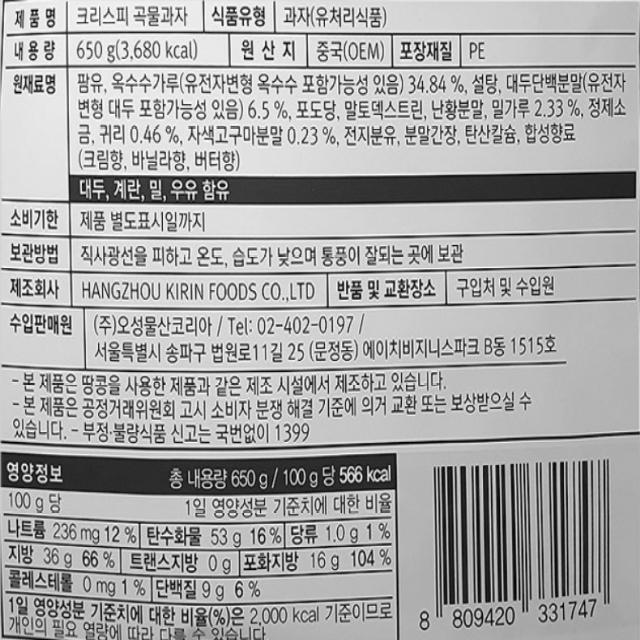 제 품 명 크리스피 곡물과자 식품유형 과자(유처리식품)
내 용 량 650 g(3,680 kcal) 원 산 지 중국(OEM) 포장재질 PE
원재료명 팜유, 옥수수가루(유전자변형 옥수수 포함가능성 있음) 34.84 %, 설탕, 대두단백분말(유전자
변형 대두 포함가능성 있음) 6.5 %, 포도당, 말토덱스트린, 난황분말, 밀가루 2.33 %, 정제소
금, 귀리 0.46 %, 자색고구마분말 0.23 %, 전지분유, 분말간장, 탄산칼슘, 합성향료
(크림향, 바닐라향, 버터향)
대두, 계란, 밀, 우유 함유
소비기한 제품 별도표시일까지
보관방법 직사광선을 피하고 온도, 습도가 낮으며 통풍이 잘되는 곳에 보관
제조회사 HANGZHOU KIRIN FOODS CO.,LTD 반품 및 교환장소 구입처 및 수입원
수입판매원 (주)오성물산코리아 / Tel: 02-402-0197 /
서울특별시 송파구 법원로11길 25 (문정동) 에이치비지니스파크 B동 1515호
- 본 제품은 땅콩을 사용한 제품과 같은 제조 시설에서 제조하고 있습니다.
- 본 제품은 공정거래위원회 고시 소비자 분쟁 해결 기준에 의거 교환 또는 보상받으실 수
있습니다. - 부정·불량식품 신고는 국번없이 1399
영양정보 총 내용량 650 g / 100 g 당 566 kcal
100 g 당 1일 영양성분 기준치에 대한 비율
나트륨 236 mg 12 % 탄수화물 53 g 16 % 당류 1.0 g 1 %
지방 36 g 66 % 트랜스지방 0 g 포화지방 16 g 104 %
콜레스테롤 0 mg 1 % 단백질 9 g 6 %
1일 영양성분 기준치에 대한 비율(%)은 2,000 kcal 기준이므로
개인의 필요 열량에 따라 다를 수 있습니다.
8 809420 331747